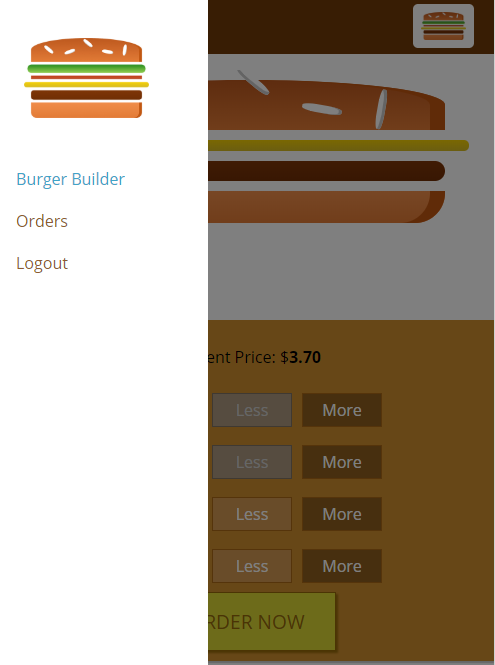 Burger Builder
Orders
Logout
ent Price: $3.70
Less More
Less More
Less More
Less More
RDER NOW